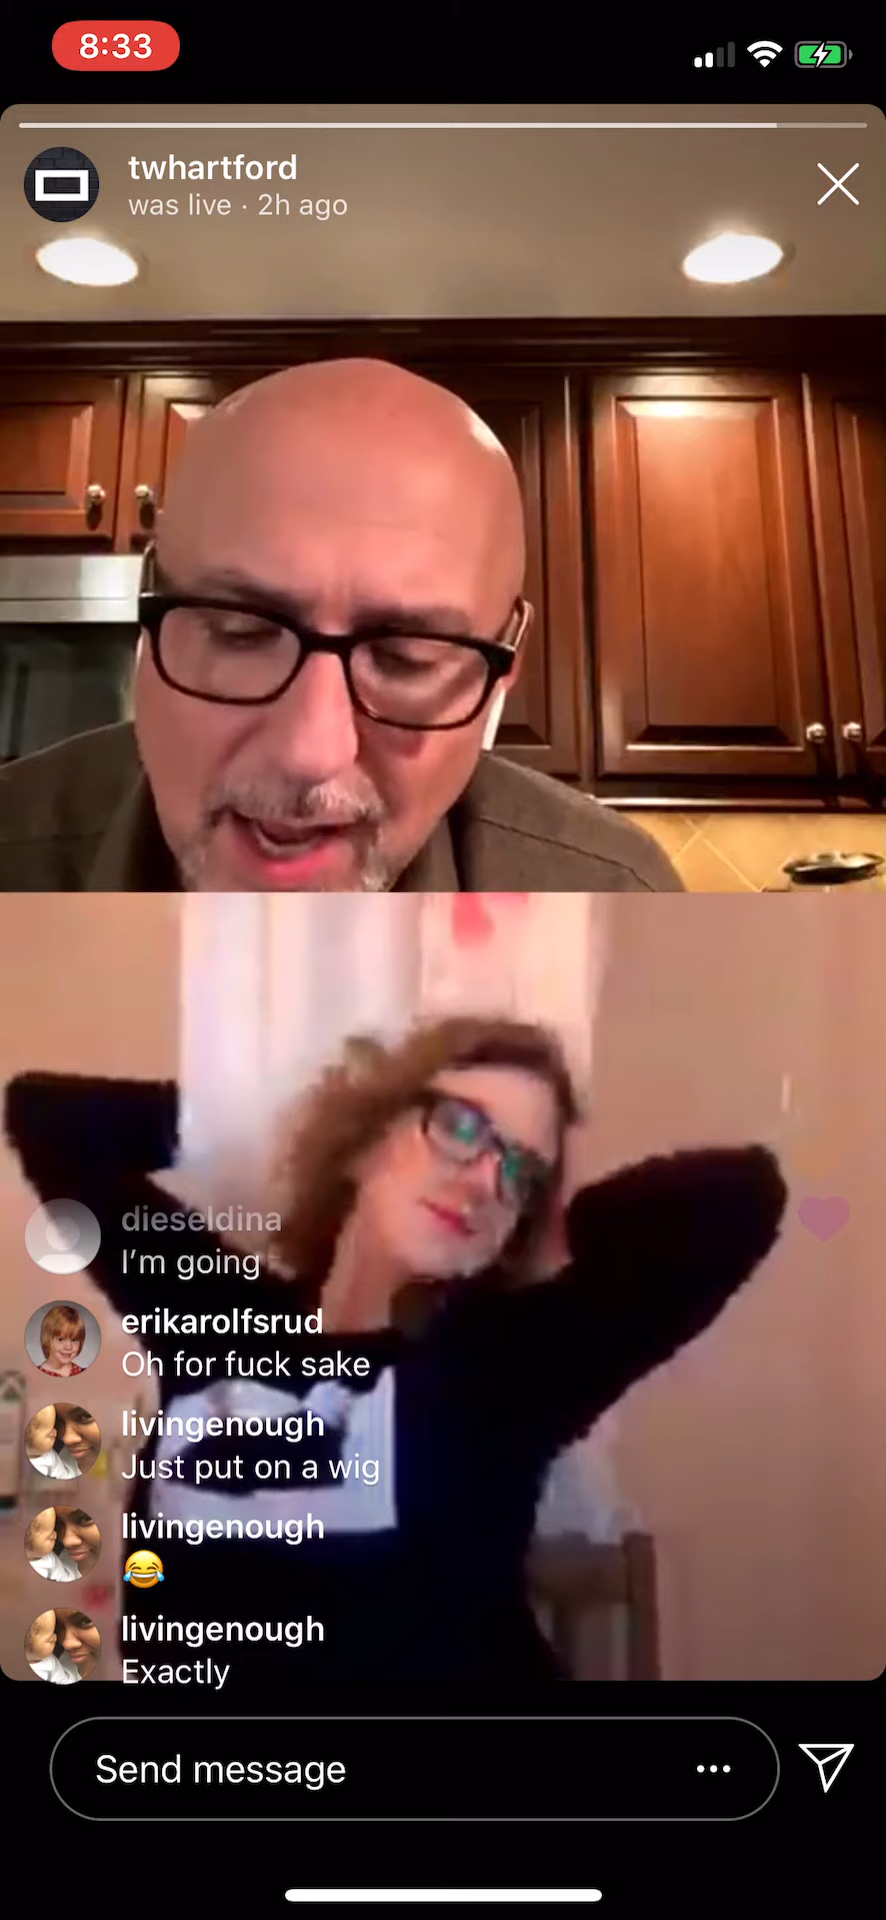 8:33
twhartford
was live · 2h ago
dieseldina
I'm going
erikarolfsrud
Oh for fuck sake
livingenough
Just put on a wig
livingenough
😂
livingenough
Exactly
Send message